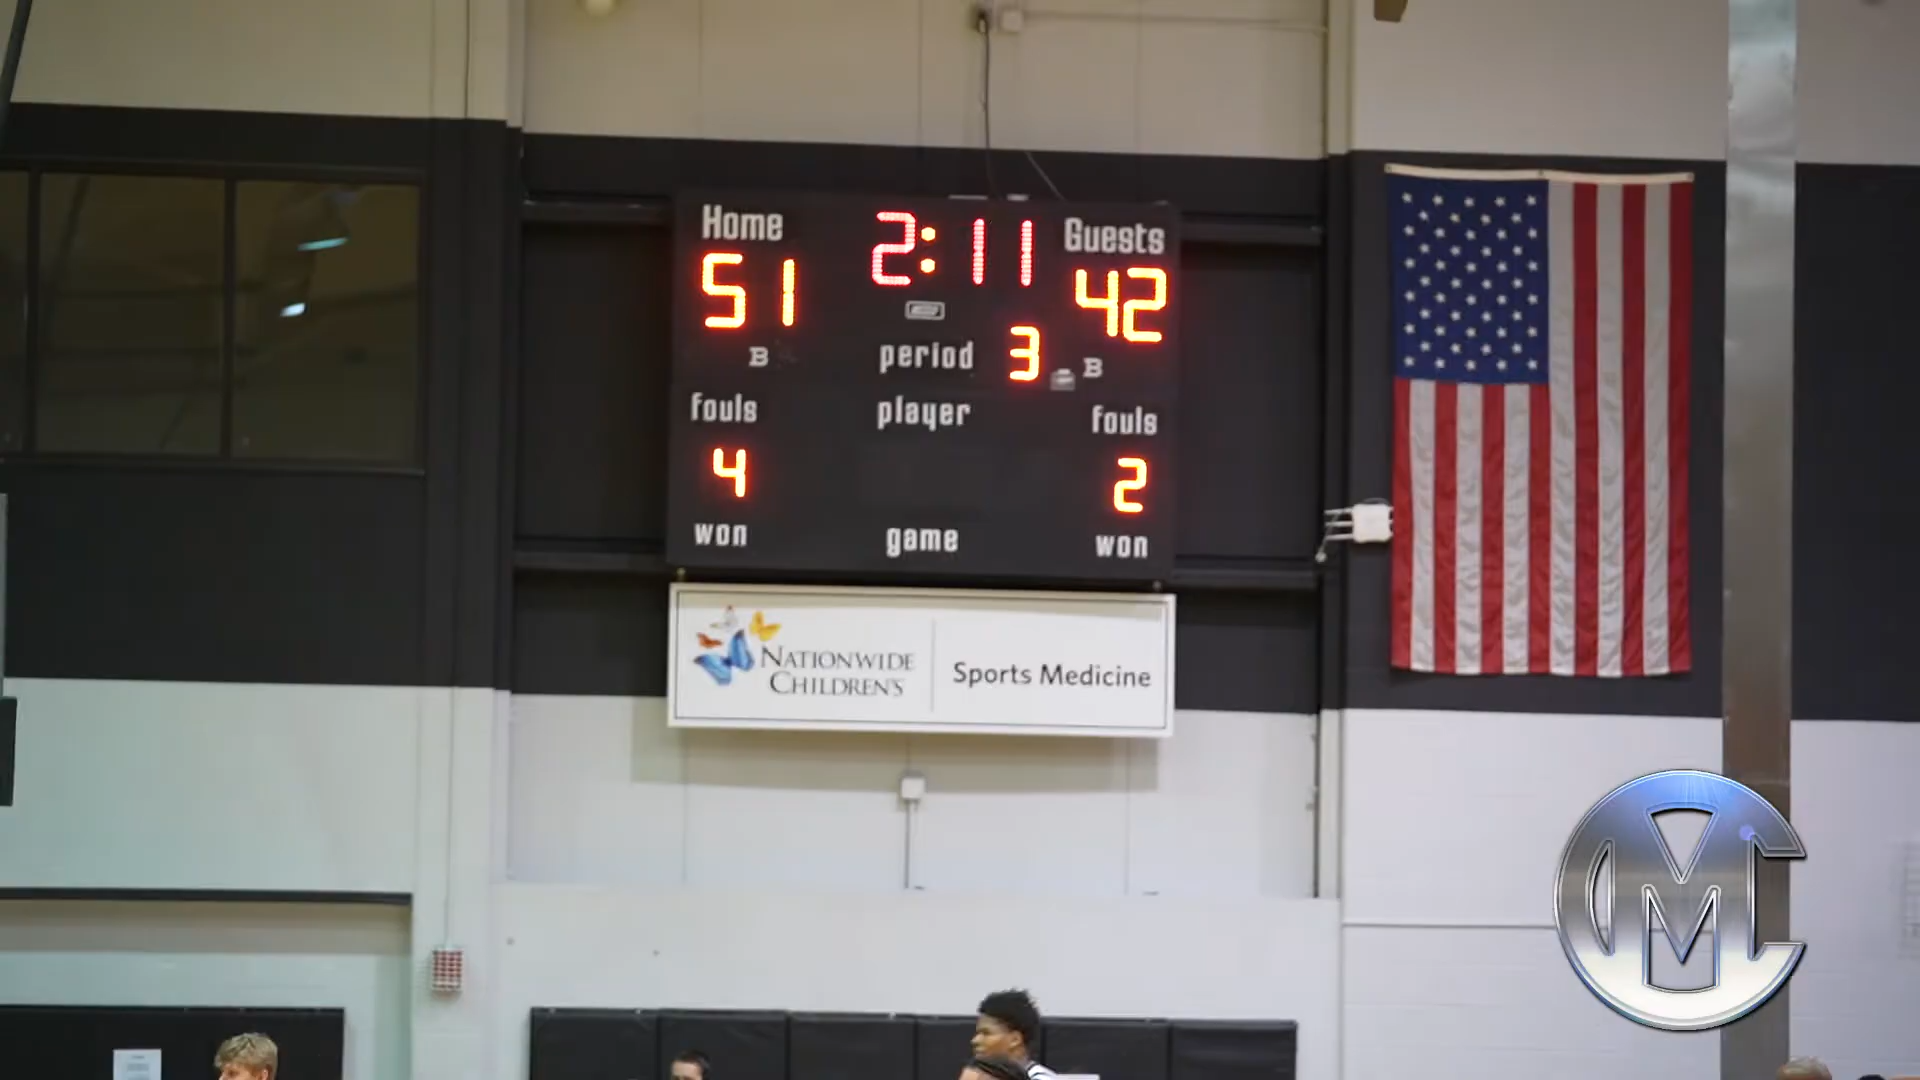 Home 2:11 Guests
51 42
B period 3 B
fouls player fouls
4 2
won game won
NATIONWIDE CHILDREN'S Sports Medicine
CMC